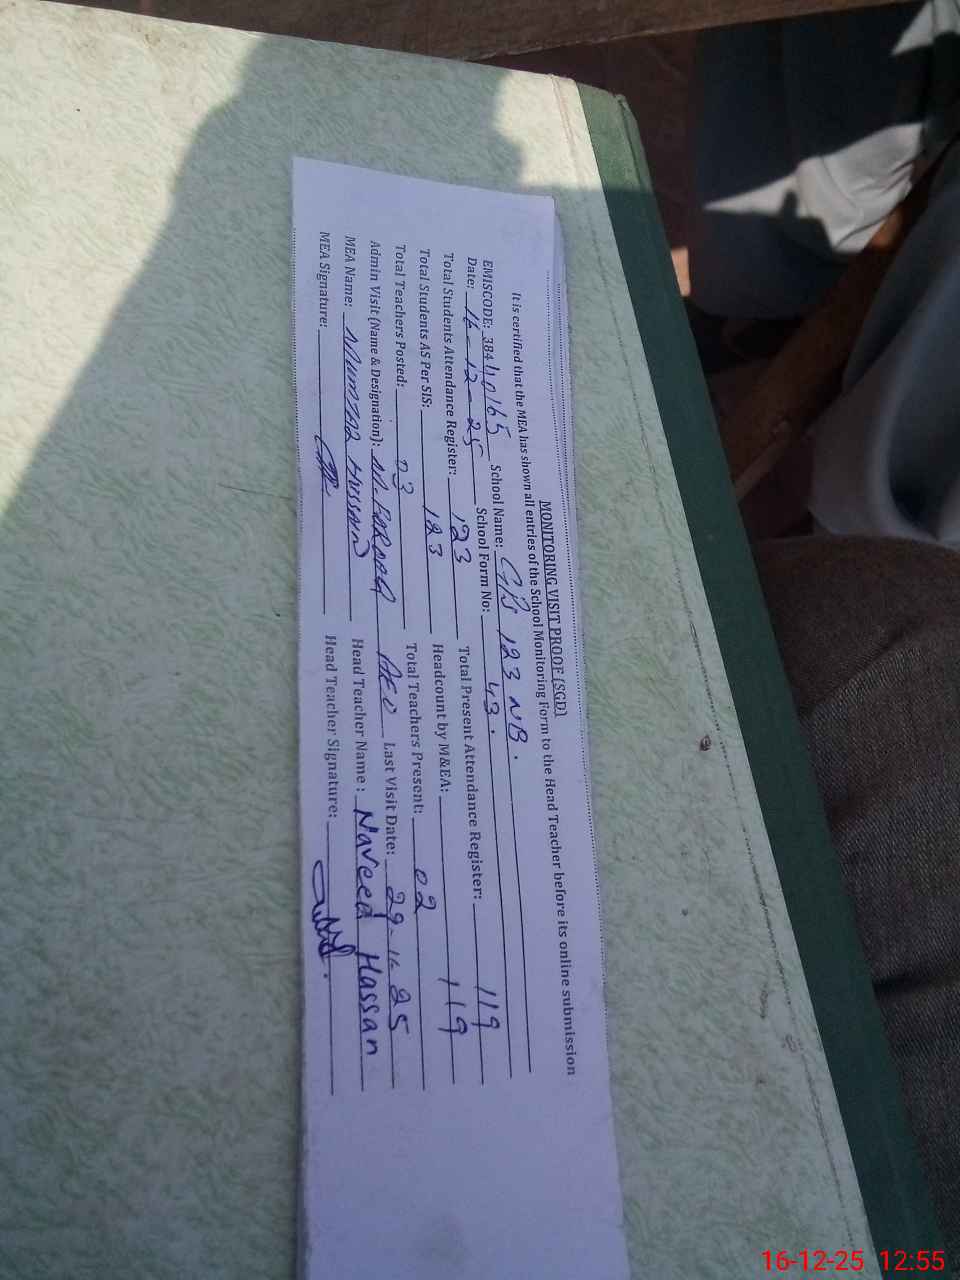 MONITORING VISIT PROOF (SGD)
It is certified that the MEA has shown all entries of the School Monitoring Form to the Head Teacher before its online submission
EMISCODE: 38410165 School Name: G/S 123 NB.
Date: 16-12-25 School Form No: 43.
Total Students Attendance Register: 123 Total Present Attendance Register: 119
Total Students AS Per SIS: 123 Headcount by M&EA: 119
Total Teachers Posted: 03 Total Teachers Present: 02
Admin Visit (Name & Designation): M. FAROOQ AEO Last Visit Date: 29- -25
MEA Name: Mumtaz Hussain Head Teacher Name: Naveed Hassan
MEA Signature: Head Teacher Signature:
16-12-25 12:55